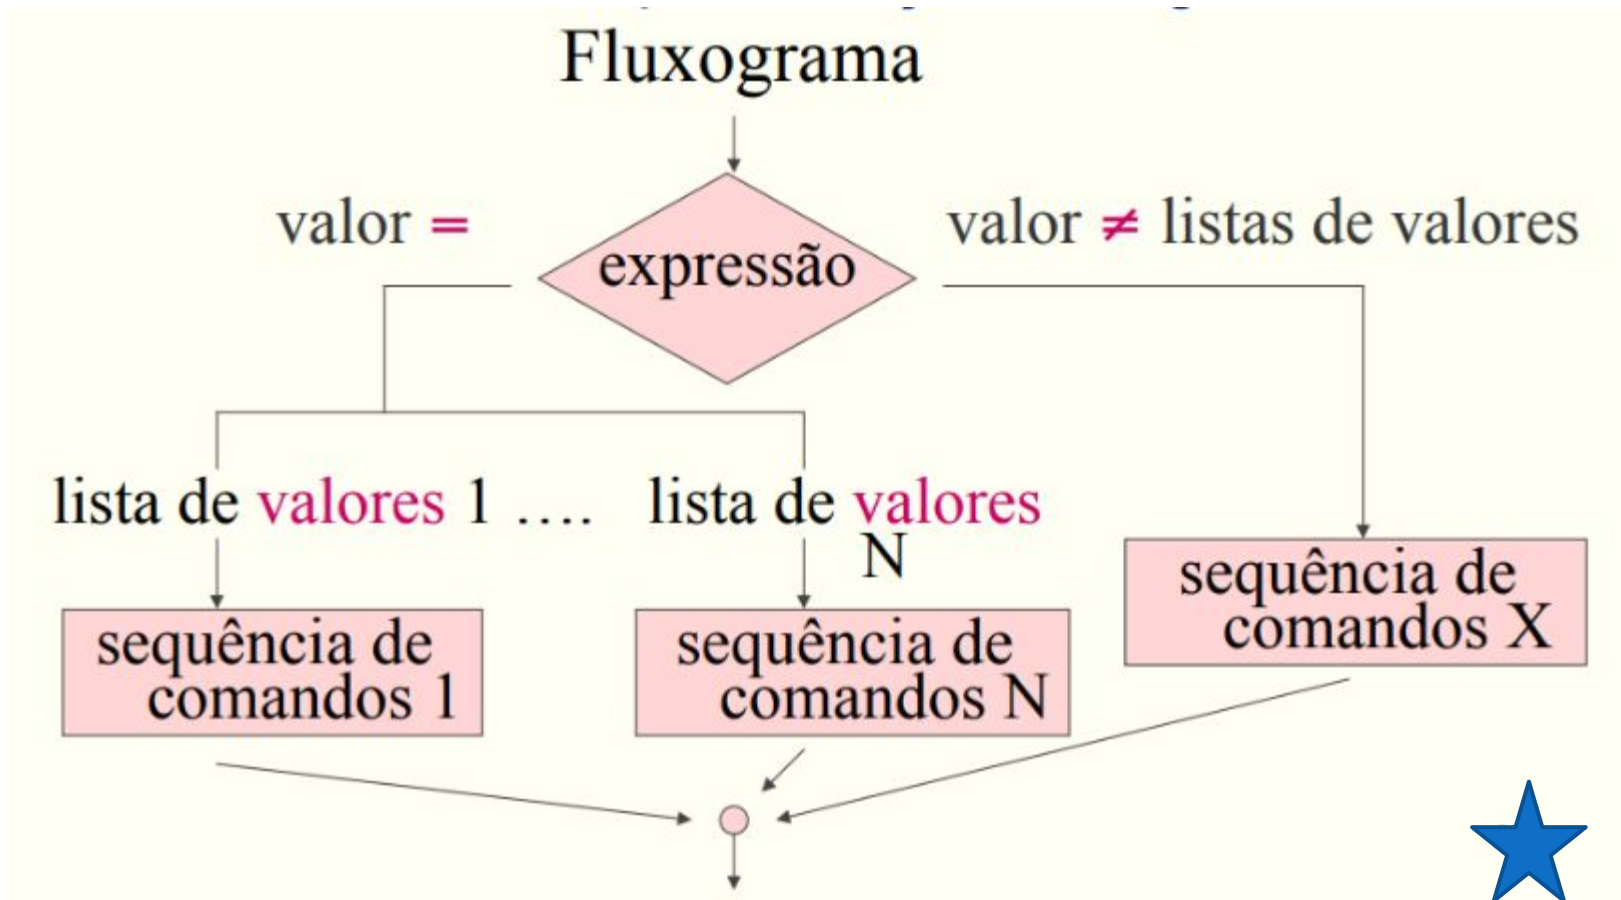 Fluxograma
valor =
expressão
valor ≠ listas de valores
lista de valores 1 ....
lista de valores
N
sequência de
comandos 1
sequência de
comandos N
sequência de
comandos X